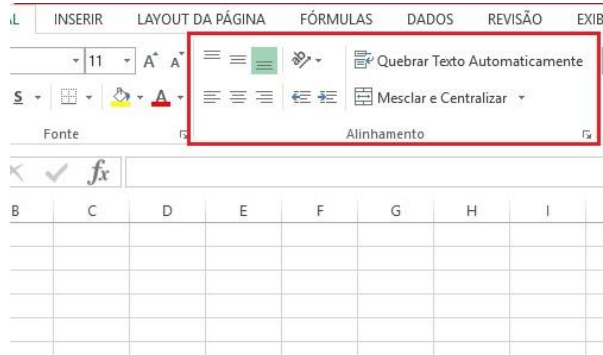 INSERIR LAYOUT DA PÁGINA FÓRMULAS DADOS REVISÃO EXIB
11 A A Quebrar Texto Automaticamente
S A Mesclar e Centralizar
Fonte Alinhamento
fx
B C D E F G H I